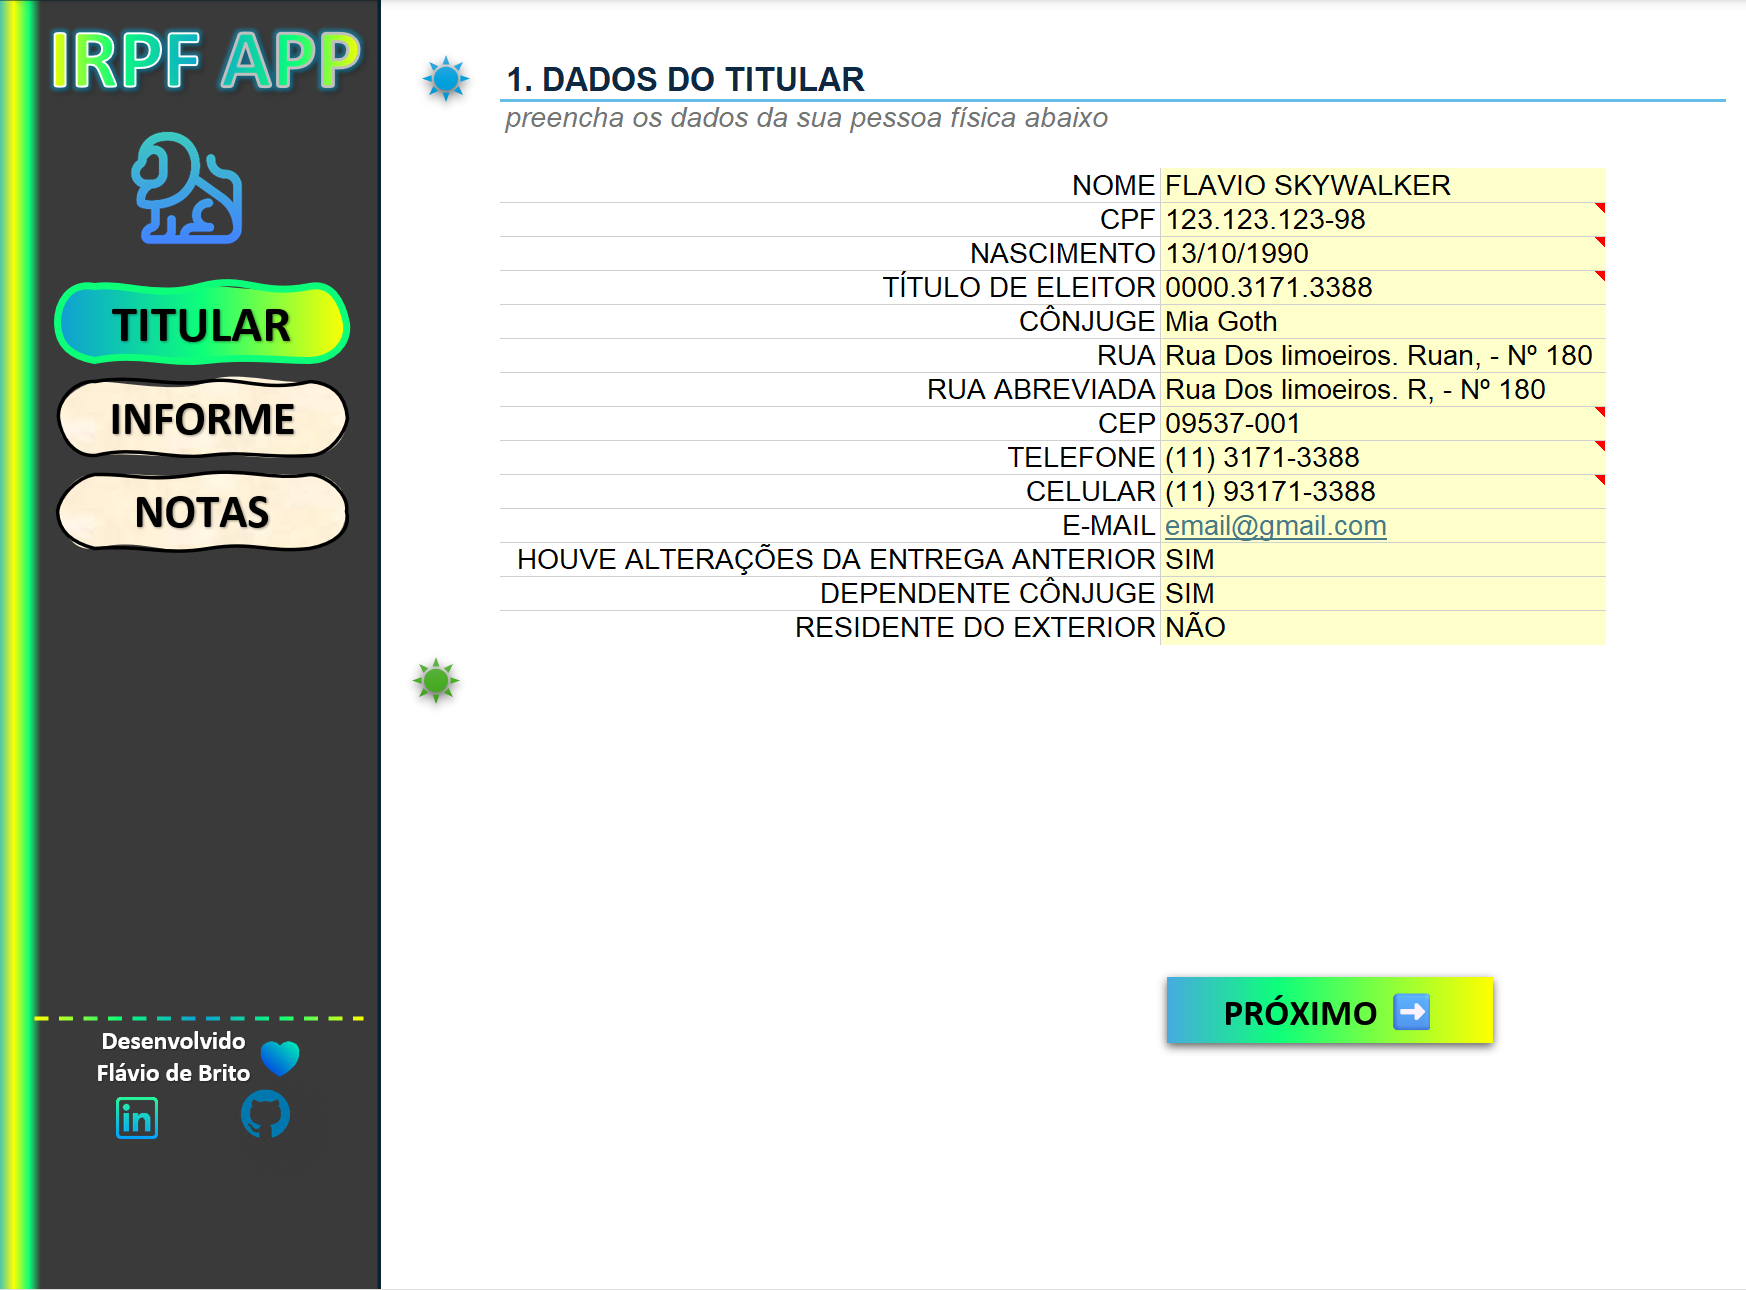 IRPF APP
TITULAR
INFORME
NOTAS
Desenvolvido
Flávio de Brito
in
1. DADOS DO TITULAR
preencha os dados da sua pessoa física abaixo
NOME FLAVIO SKYWALKER
CPF 123.123.123-98
NASCIMENTO 13/10/1990
TÍTULO DE ELEITOR 0000.3171.3388
CÔNJUGE Mia Goth
RUA Rua Dos limoeiros. Ruan, - Nº 180
RUA ABREVIADA Rua Dos limoeiros. R, - Nº 180
CEP 09537-001
TELEFONE (11) 3171-3388
CELULAR (11) 93171-3388
E-MAIL email@gmail.com
HOUVE ALTERAÇÕES DA ENTREGA ANTERIOR SIM
DEPENDENTE CÔNJUGE SIM
RESIDENTE DO EXTERIOR NÃO
PRÓXIMO